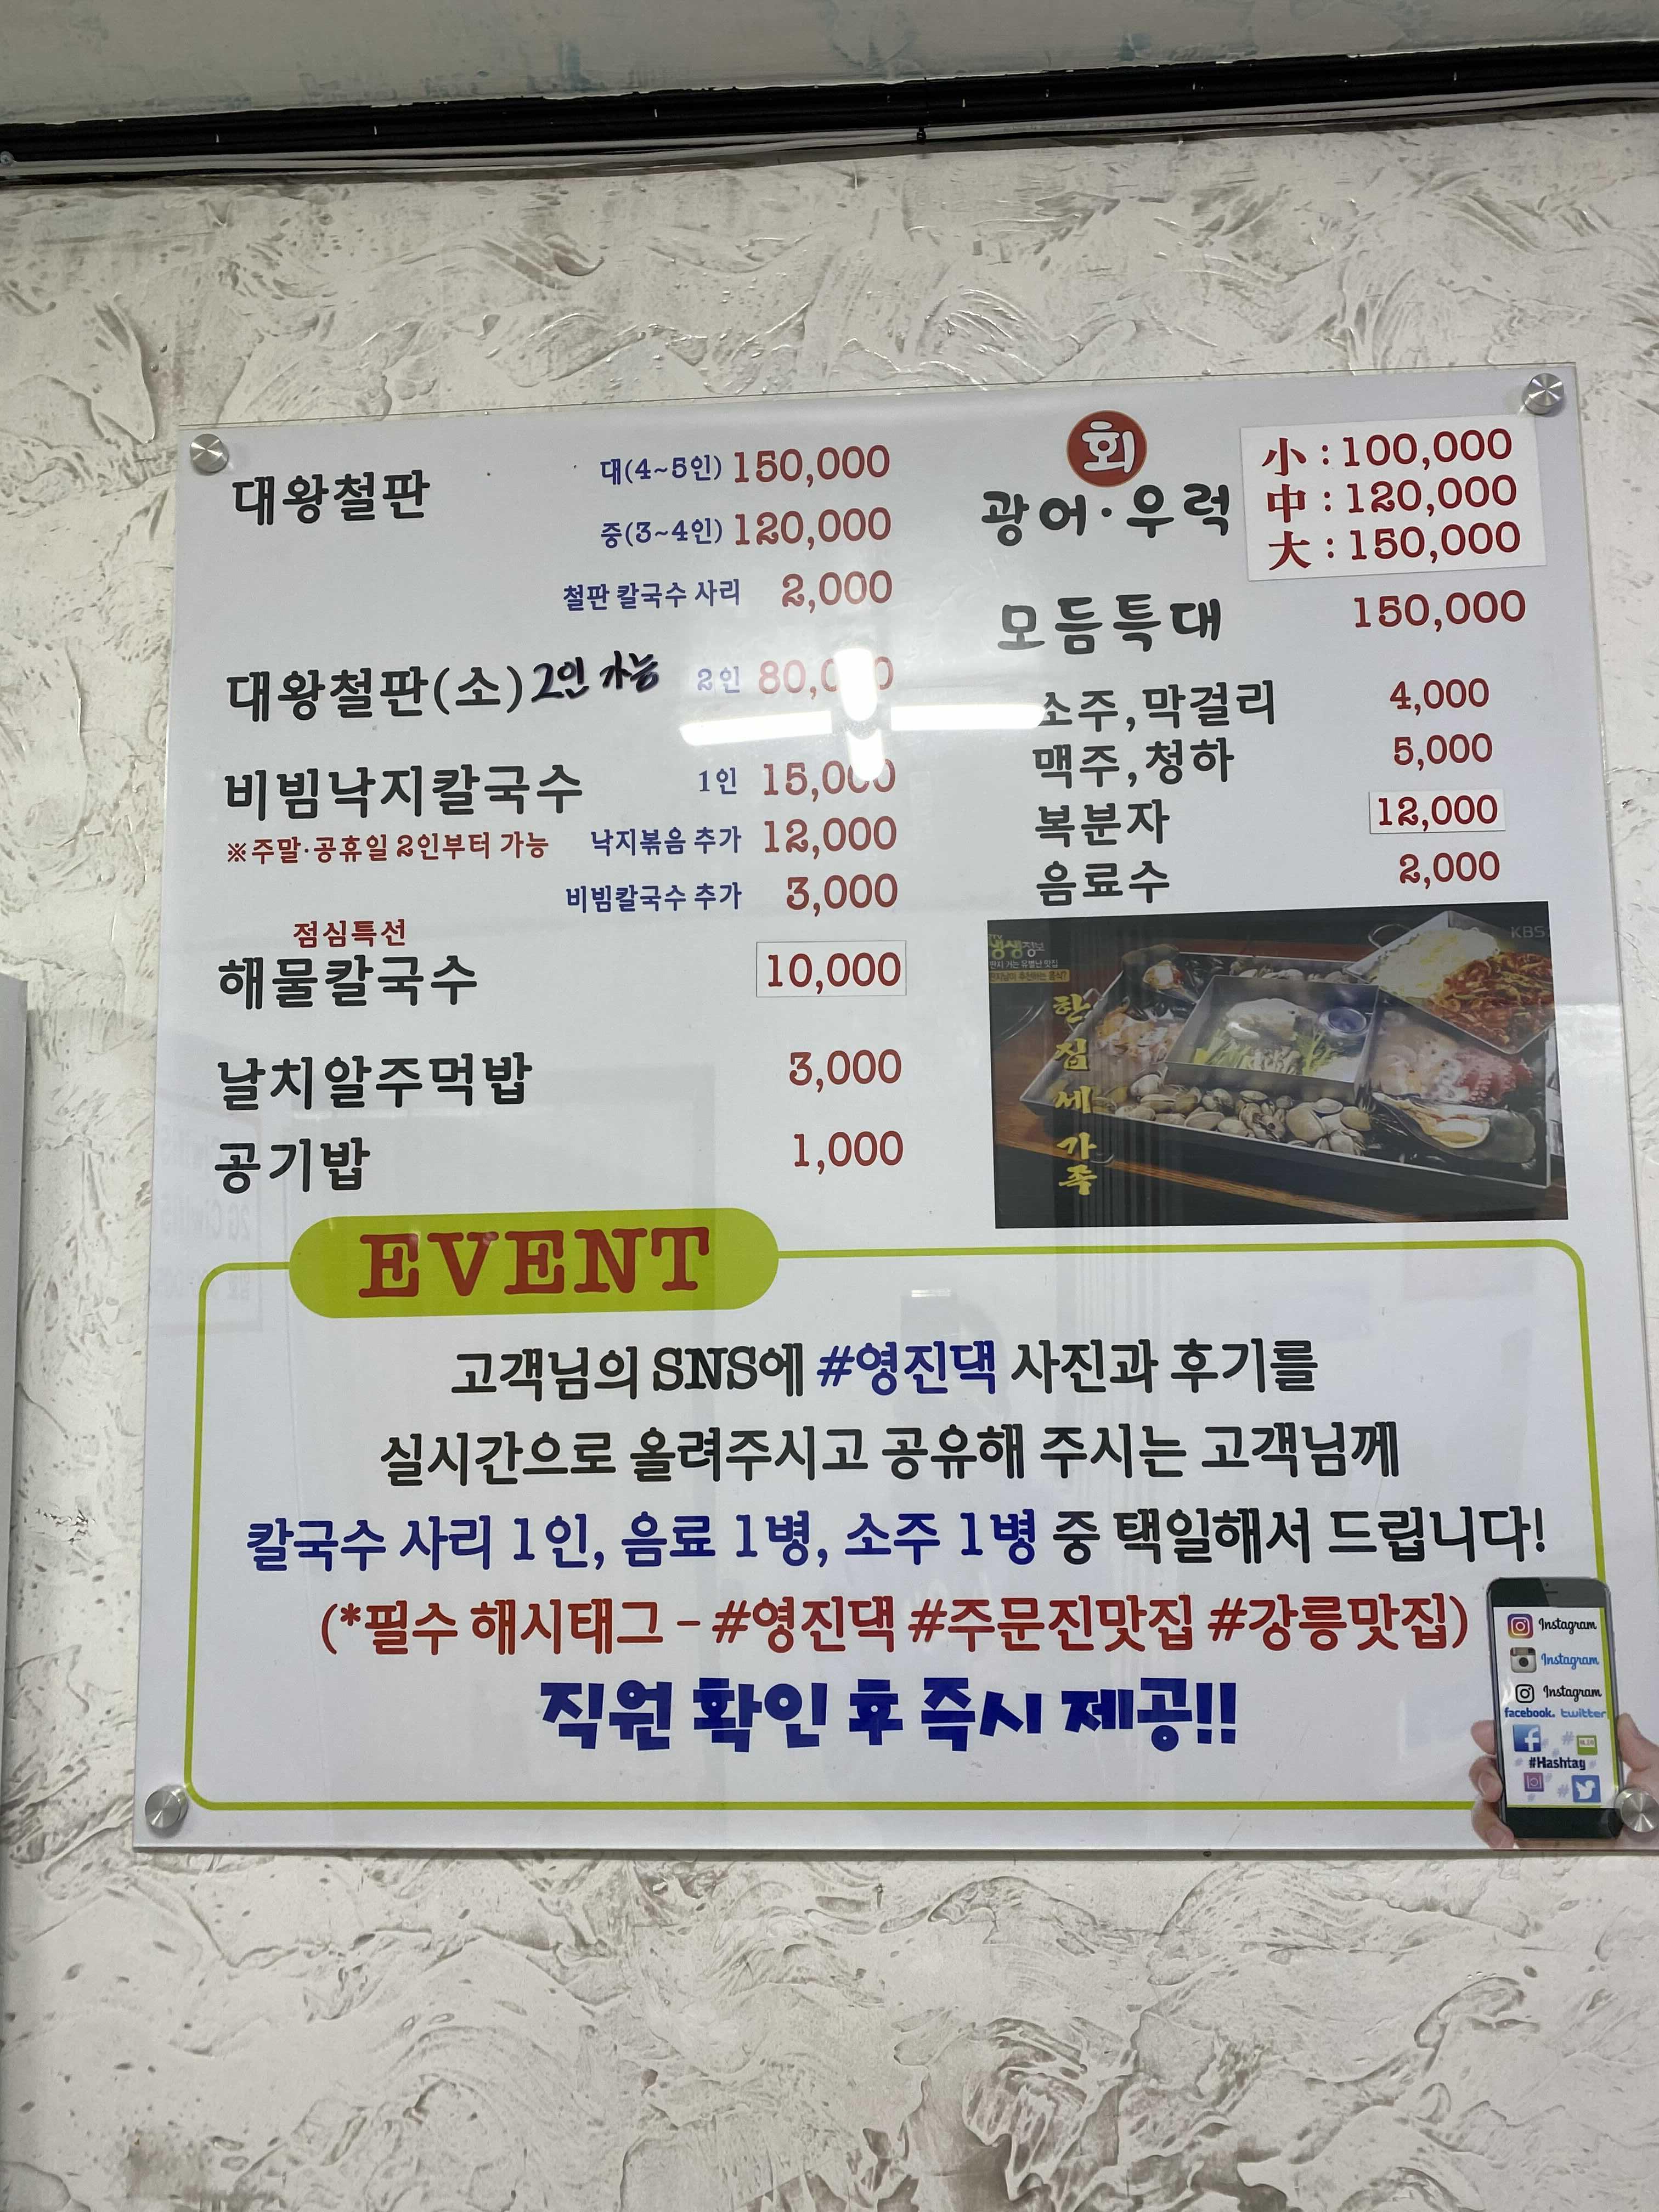 대왕철판
대(4~5인) 150,000
중(3~4인) 120,000
철판 칼국수 사리 2,000
대왕철판(소) 2인 가능 2인 80,000
비빔낙지칼국수 1인 15,000
※주말·공휴일 2인부터 가능 낙지볶음 추가 12,000
비빔칼국수 추가 3,000
점심특선
해물칼국수 10,000
날치알주먹밥 3,000
공기밥 1,000
회
광어·우럭
小 : 100,000
中 : 120,000
大 : 150,000
모듬특대 150,000
소주,막걸리 4,000
맥주,청하 5,000
복분자 12,000
음료수 2,000
KBS
생생정보
한
집
세
가
족
EVENT
고객님의 SNS에 #영진댁 사진과 후기를
실시간으로 올려주시고 공유해 주시는 고객님께
칼국수 사리 1인, 음료 1병, 소주 1병 중 택일해서 드립니다!
(*필수 해시태그 - #영진댁 #주문진맛집 #강릉맛집)
직원 확인 후 즉시 제공!!
Instagram
Instagram
Instagram
facebook. twitter
#Hashtag